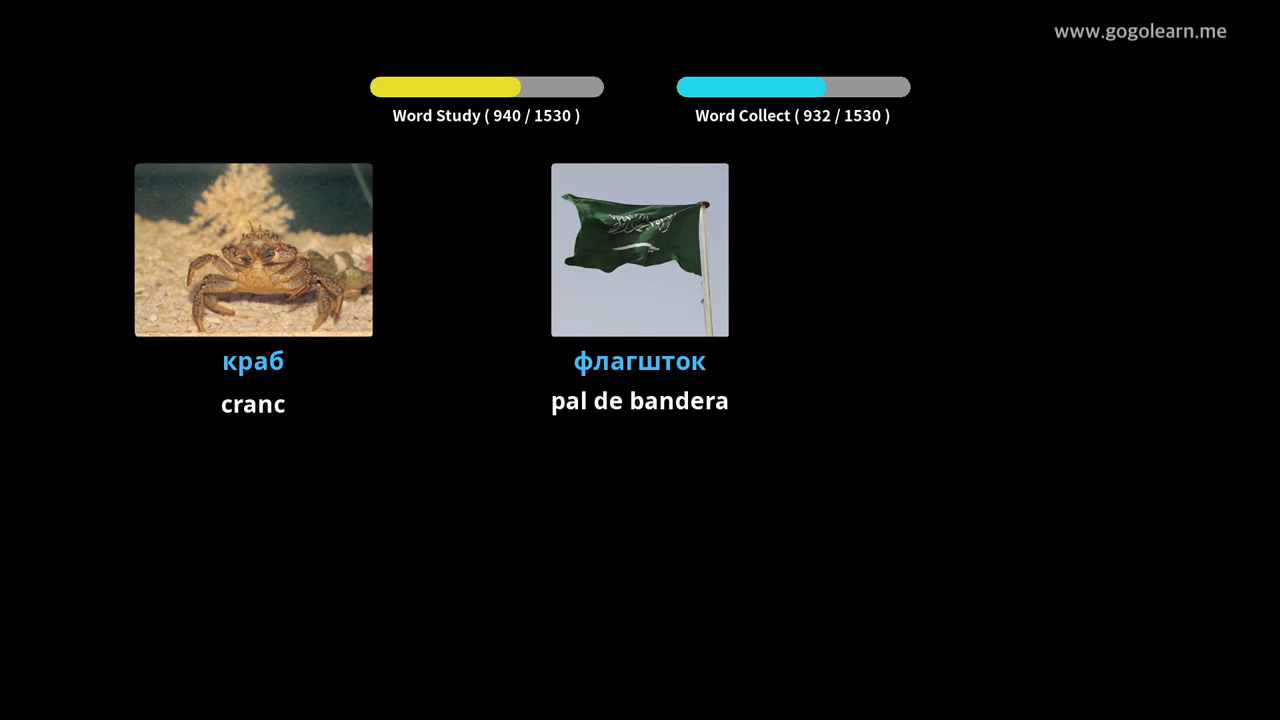 www.gogolearn.me
Word Study ( 940 / 1530 )
Word Collect ( 932 / 1530 )
краб
cranc
флагшток
pal de bandera